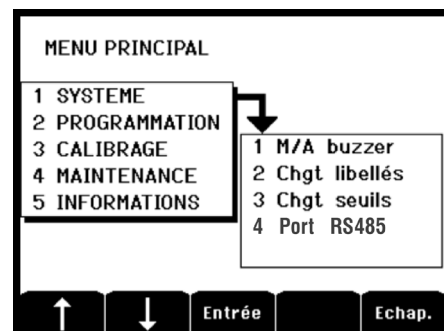 MENU PRINCIPAL
1 SYSTEME
2 PROGRAMMATION
3 CALIBRAGE
4 MAINTENANCE
5 INFORMATIONS
1 M/A buzzer
2 Chgt libellés
3 Chgt seuils
4 Port RS485
↑ ↓ Entrée Echap.